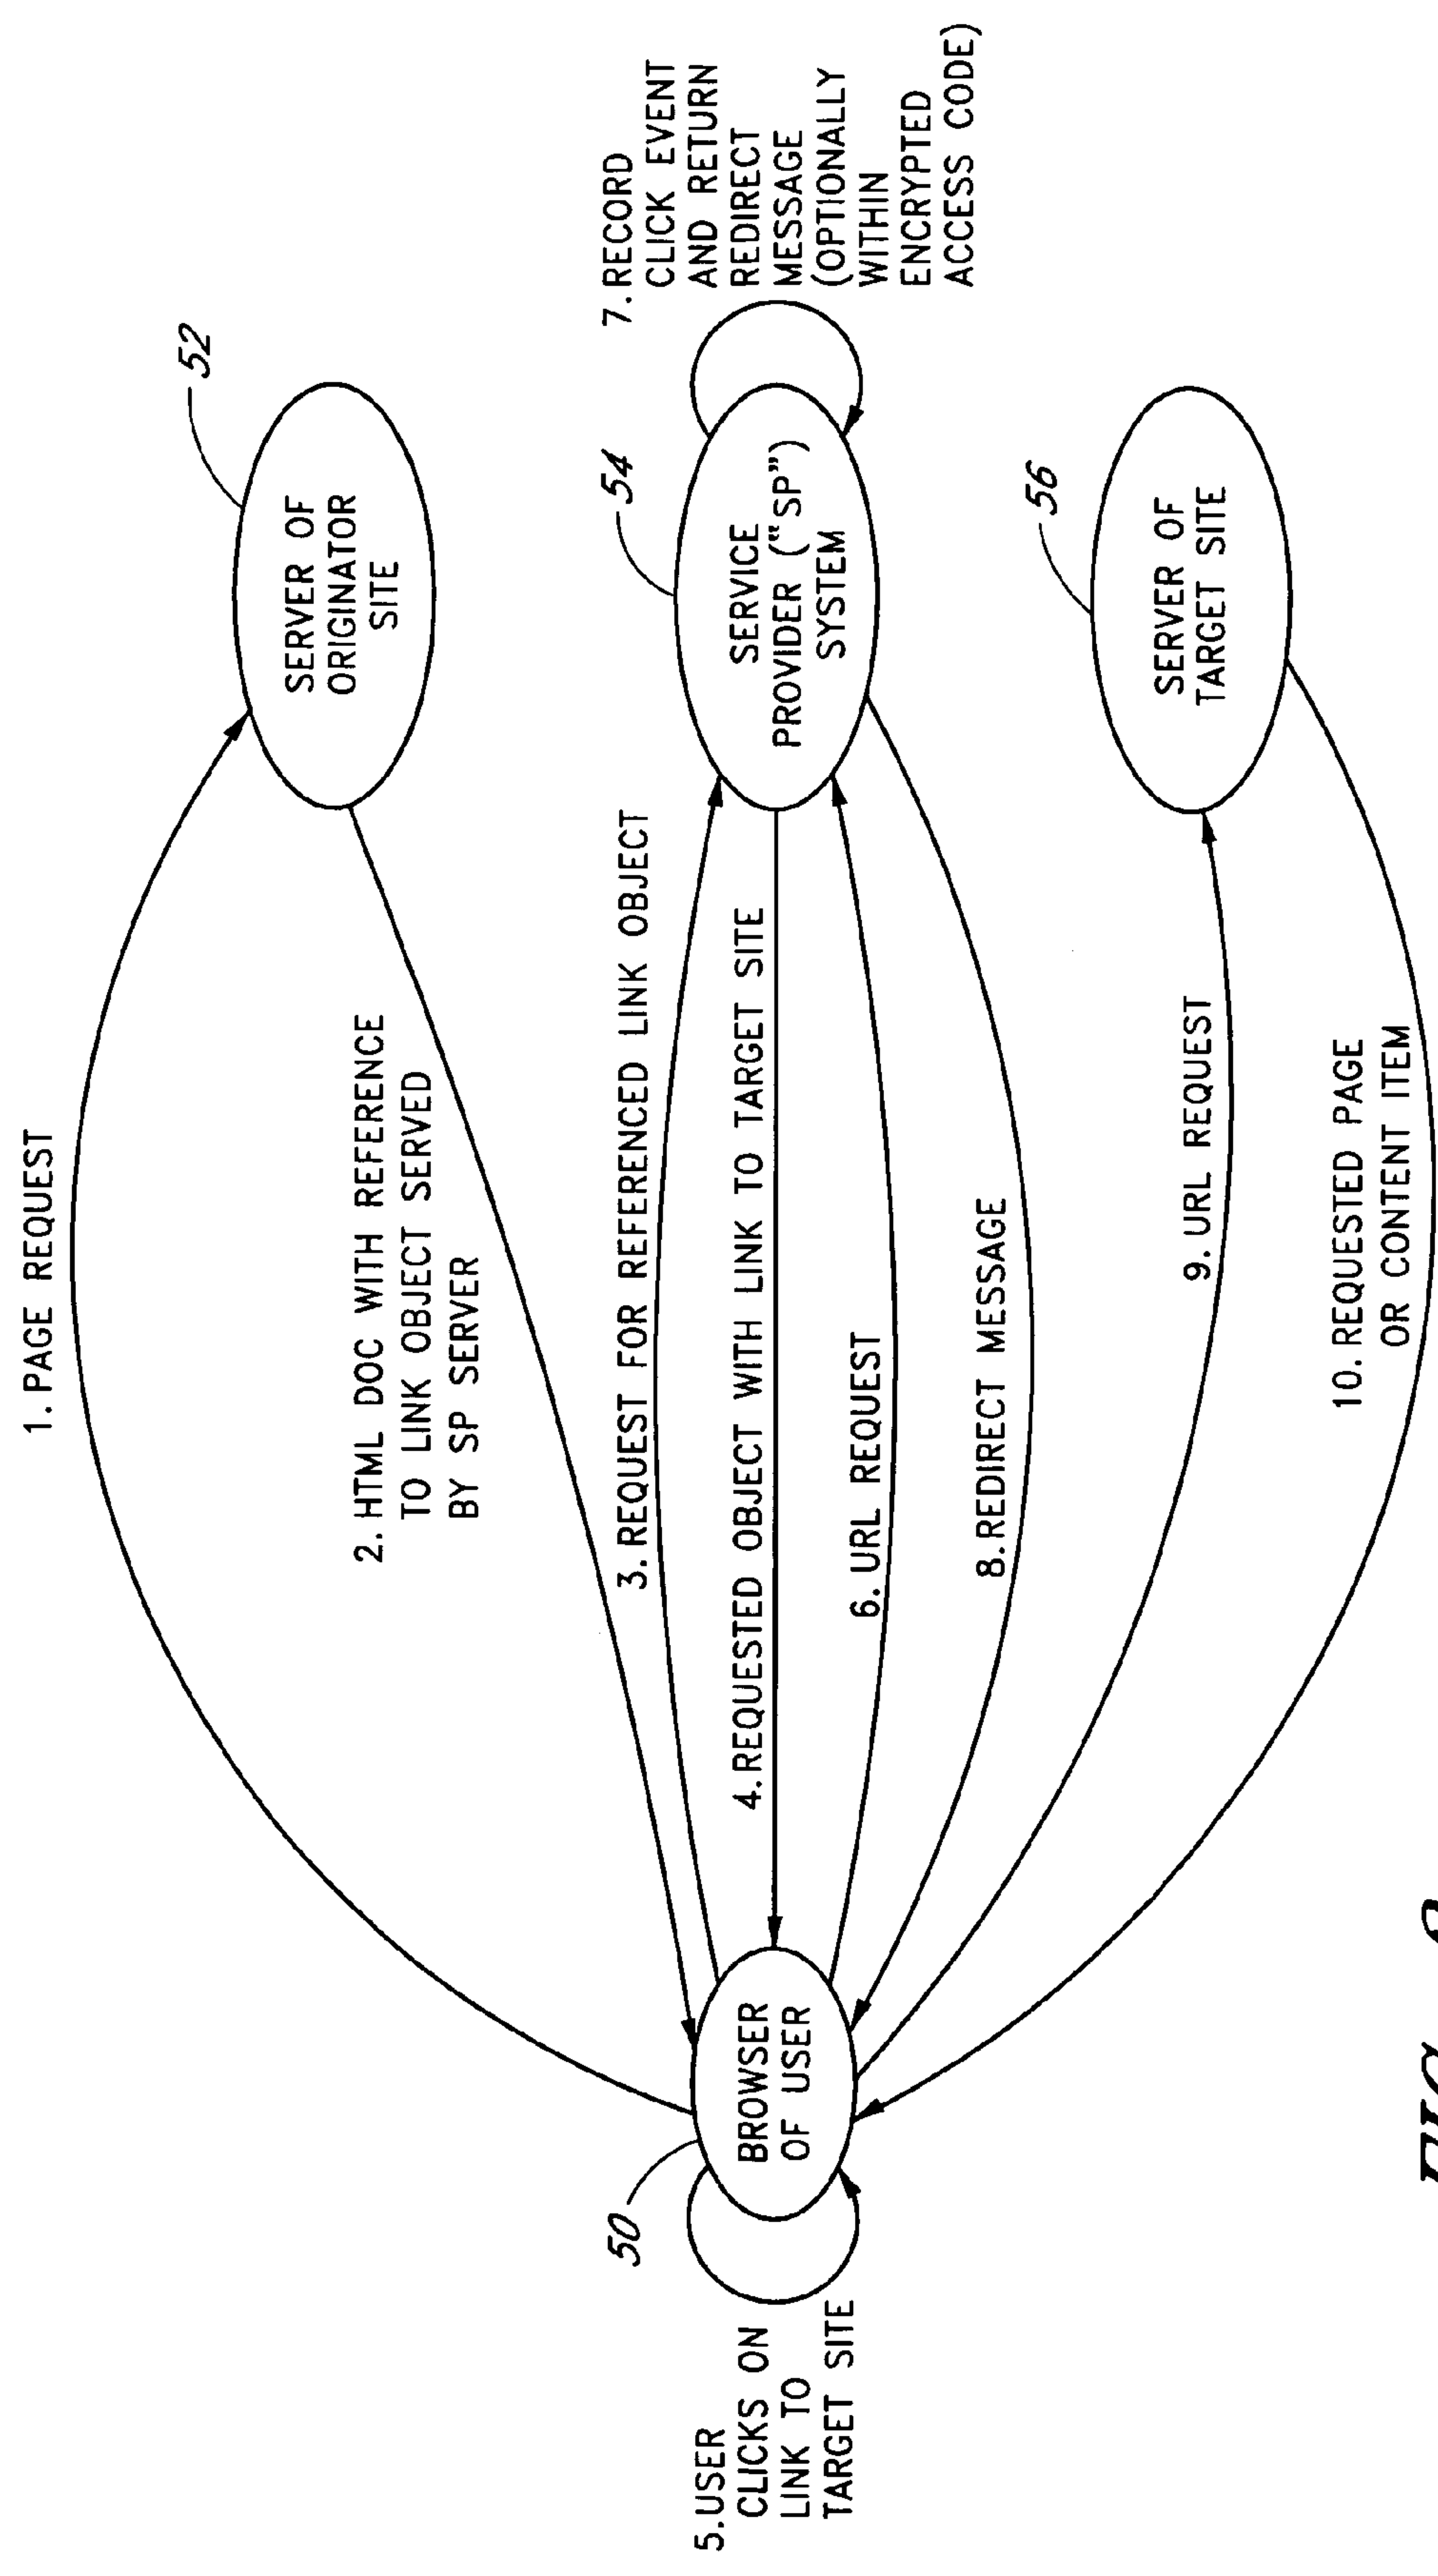 1. PAGE REQUEST
52
SERVER OF
ORIGINATOR
SITE
2. HTML DOC WITH REFERENCE
TO LINK OBJECT SERVED
BY SP SERVER
3. REQUEST FOR REFERENCED LINK OBJECT
54
SERVICE
PROVIDER ("SP")
SYSTEM
7. RECORD
CLICK EVENT
AND RETURN
REDIRECT
MESSAGE
(OPTIONALLY
WITHIN
ENCRYPTED
ACCESS CODE)
4. REQUESTED OBJECT WITH LINK TO TARGET SITE
50
BROWSER
OF USER
5. USER
CLICKS ON
LINK TO
TARGET SITE
6. URL REQUEST
8. REDIRECT MESSAGE
56
SERVER OF
TARGET SITE
9. URL REQUEST
10. REQUESTED PAGE
OR CONTENT ITEM